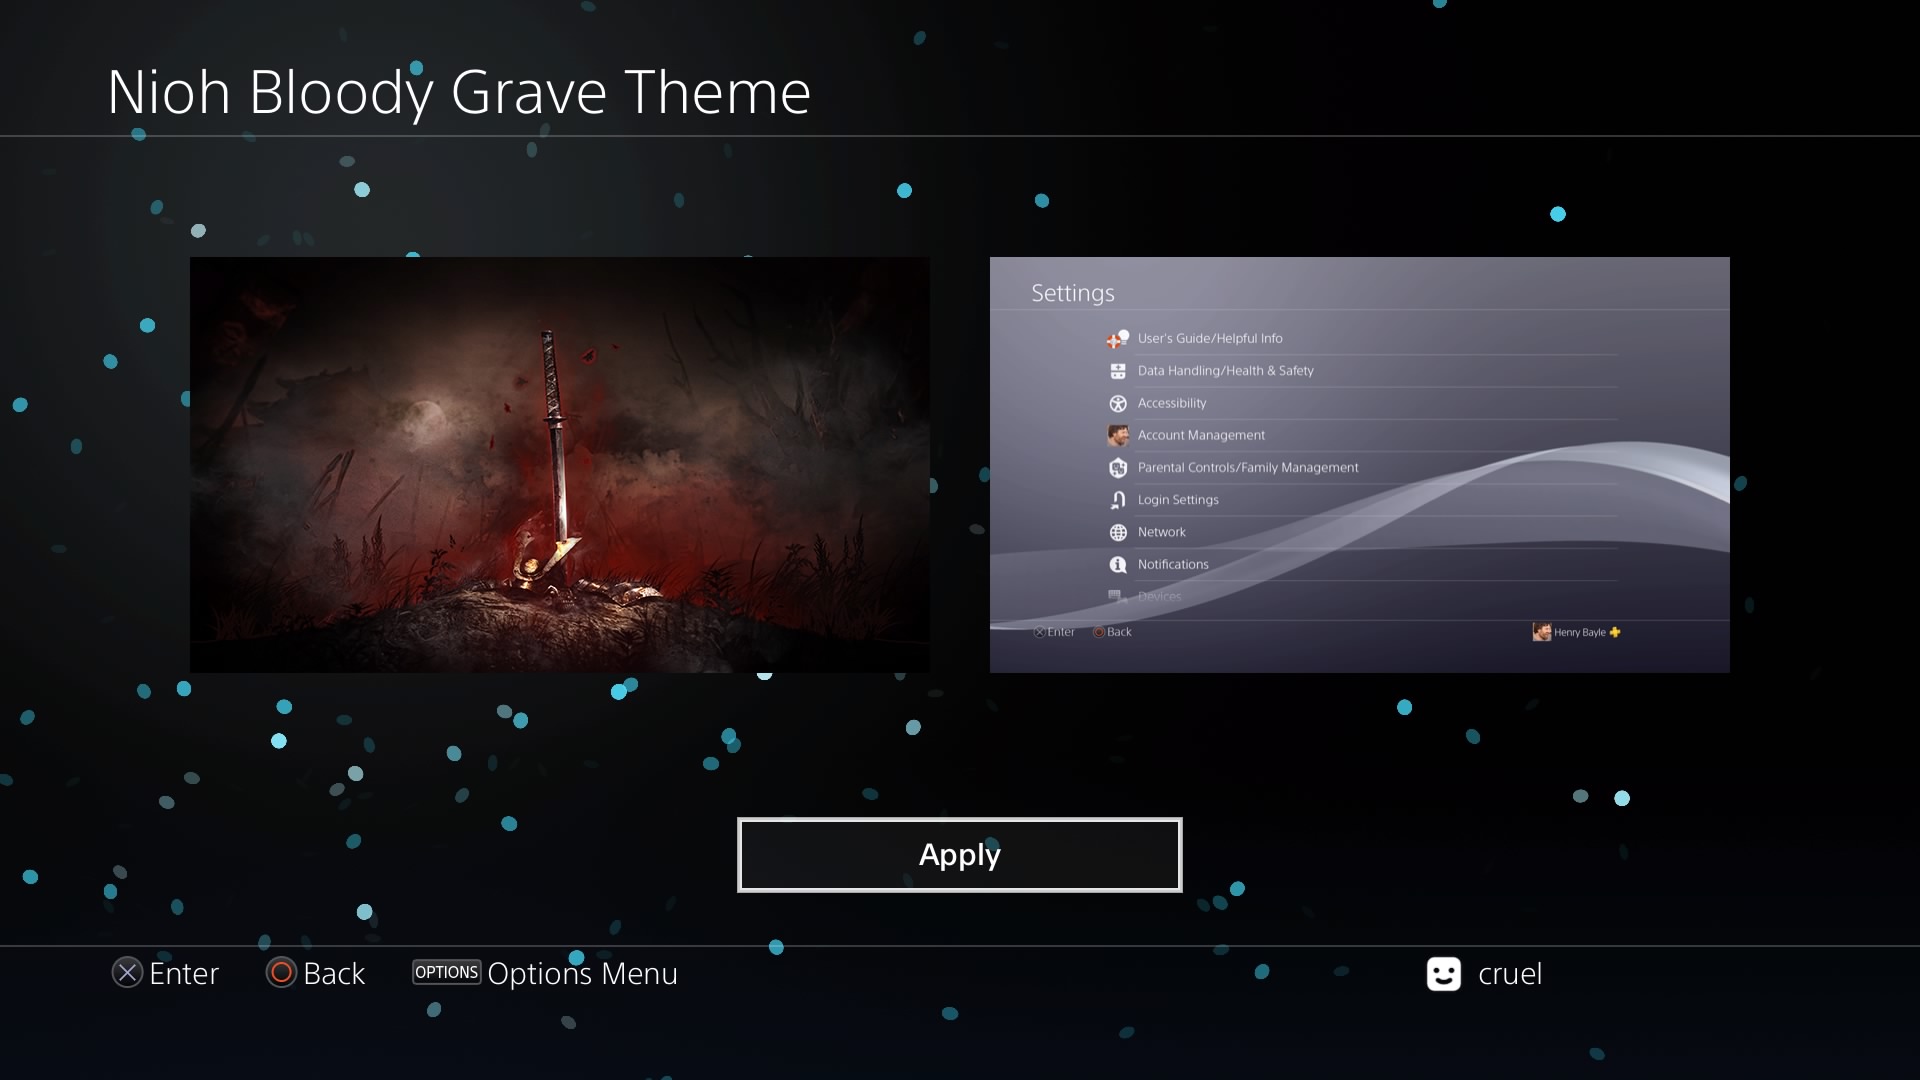 Nioh Bloody Grave Theme
Settings
User's Guide/Helpful Info
Data Handling/Health & Safety
Accessibility
Account Management
Parental Controls/Family Management
Login Settings
Network
Notifications
Devices
Enter Back Henry Bayle
Apply
Enter Back OPTIONS Options Menu cruel